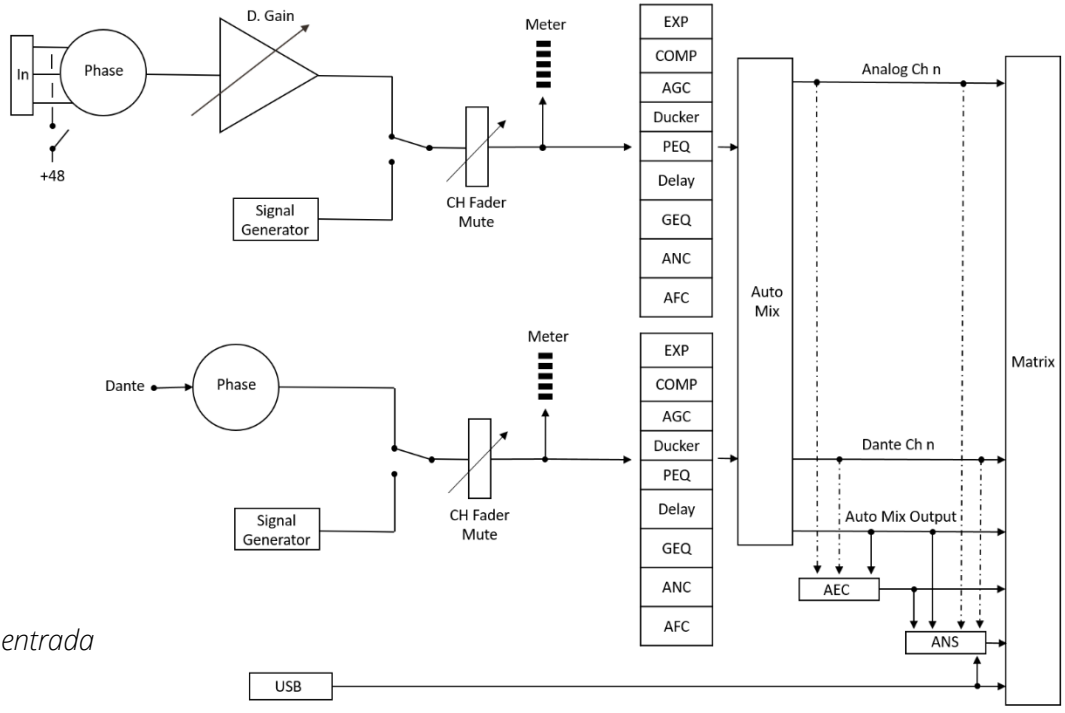 D. Gain
In
Phase
+48
Signal
Generator
CH Fader
Mute
Meter
EXP
COMP
AGC
Ducker
PEQ
Delay
GEQ
ANC
AFC
Auto
Mix
Analog Ch n
Matrix
Dante
Phase
Signal
Generator
CH Fader
Mute
Meter
EXP
COMP
AGC
Ducker
PEQ
Delay
GEQ
ANC
AFC
Dante Ch n
Auto Mix Output
AEC
ANS
entrada
USB